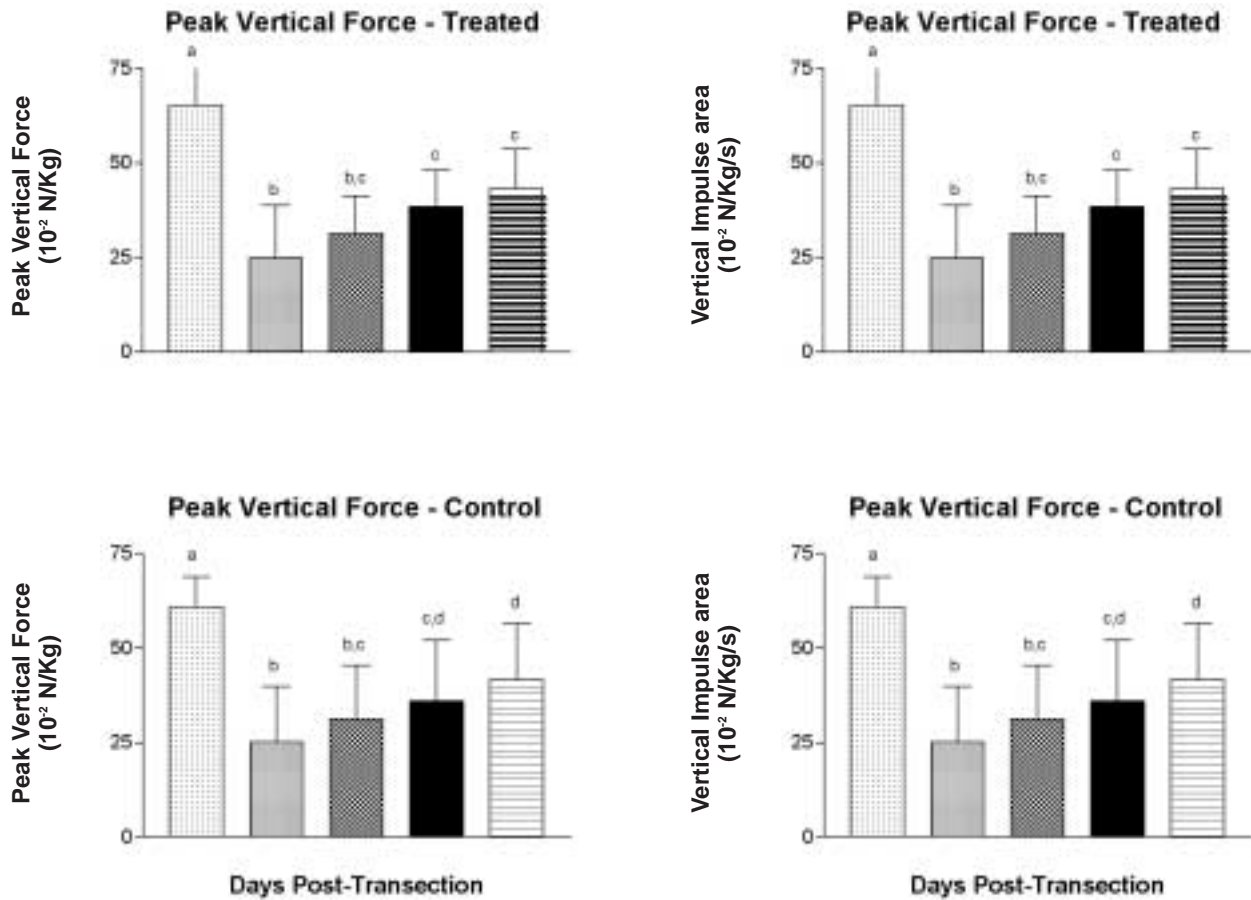 Peak Vertical Force - Treated
Peak Vertical Force
(10⁻² N/Kg)
75
50
25
0
a
b
b,c
c
c
Peak Vertical Force - Treated
Vertical Impulse area
(10⁻² N/Kg/s)
75
50
25
0
a
b
b,c
c
c
Peak Vertical Force - Control
Peak Vertical Force
(10⁻² N/Kg)
75
50
25
0
a
b
b,c
c,d
d
Days Post-Transection
Peak Vertical Force - Control
Vertical Impulse area
(10⁻² N/Kg/s)
75
50
25
0
a
b
b,c
c,d
d
Days Post-Transection